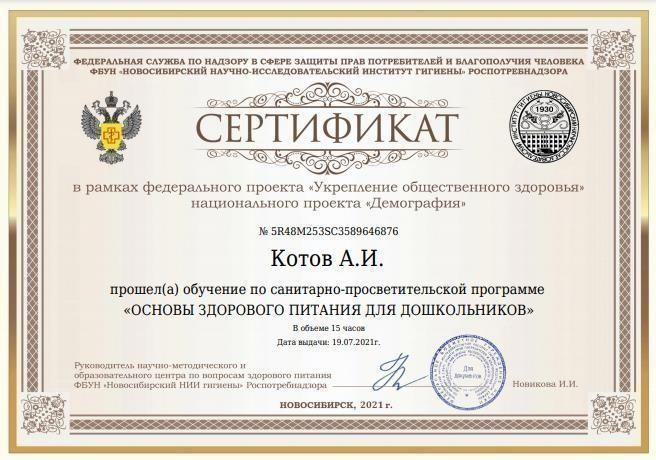 ФЕДЕРАЛЬНАЯ СЛУЖБА ПО НАДЗОРУ В СФЕРЕ ЗАЩИТЫ ПРАВ ПОТРЕБИТЕЛЕЙ И БЛАГОПОЛУЧИЯ ЧЕЛОВЕКА
ФБУН «НОВОСИБИРСКИЙ НАУЧНО-ИССЛЕДОВАТЕЛЬСКИЙ ИНСТИТУТ ГИГИЕНЫ» РОСПОТРЕБНАДЗОРА
1930
СЕРТИФИКАТ
в рамках федерального проекта «Укрепление общественного здоровья»
национального проекта «Демография»
№ 5R48M253SC3589646876
Котов А.И.
прошел(а) обучение по санитарно-просветительской программе
«ОСНОВЫ ЗДОРОВОГО ПИТАНИЯ ДЛЯ ДОШКОЛЬНИКОВ»
В объеме 15 часов
Дата выдачи: 19.07.2021г.
Руководитель научно-методического и
образовательного центра по вопросам здорового питания
ФБУН «Новосибирский НИИ гигиены» Роспотребнадзора
Для
документов
Новикова И.И.
НОВОСИБИРСК, 2021 г.